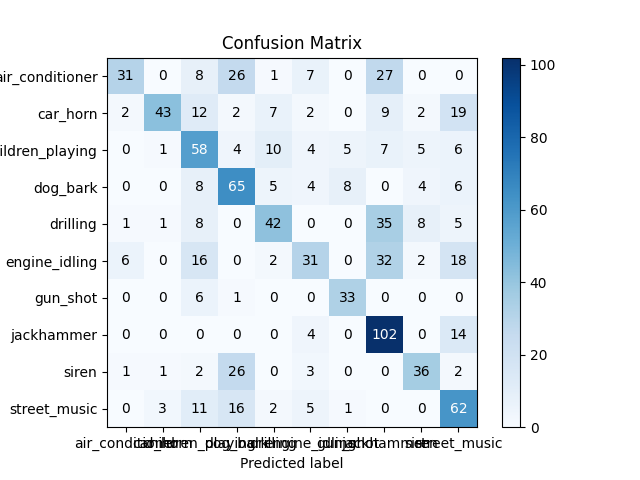 Confusion Matrix
air_conditioner 31 0 8 26 1 7 0 27 0 0
car_horn 2 43 12 2 7 2 0 9 2 19
ildren_playing 0 1 58 4 10 4 5 7 5 6
dog_bark 0 0 8 65 5 4 8 0 4 6
drilling 1 1 8 0 42 0 0 35 8 5
engine_idling 6 0 16 0 2 31 0 32 2 18
gun_shot 0 0 6 1 0 0 33 0 0 0
jackhammer 0 0 0 0 0 4 0 102 0 14
siren 1 1 2 26 0 3 0 0 36 2
street_music 0 3 11 16 2 5 1 0 0 62
air_conditioner car_horn children_playing dog_bark drilling engine_idling gun_shot jackhammer siren street_music
Predicted label
100
80
60
40
20
0